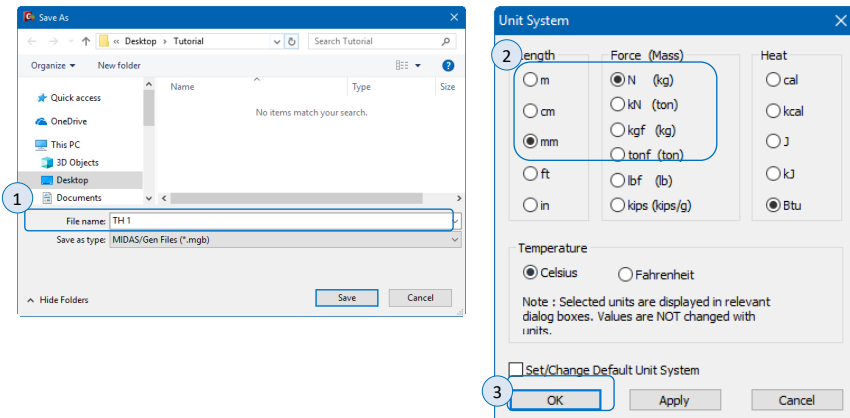 Save As
« Desktop > Tutorial
Search Tutorial
Organize
New folder
Name
Type
Size
Quick access
No items match your search.
OneDrive
This PC
3D Objects
Desktop
1
Documents
File name: TH 1
Save as type: MIDAS/Gen Files (*.mgb)
Hide Folders
Save
Cancel
Unit System
2
Length
Force (Mass)
Heat
m
N (kg)
cal
cm
kN (ton)
kcal
mm
kgf (kg)
J
tonf (ton)
ft
lbf (lb)
kJ
in
kips (kips/g)
Btu
Temperature
Celsius
Fahrenheit
Note : Selected units are displayed in relevant
dialog boxes. Values are NOT changed with
units.
Set/Change Default Unit System
3
OK
Apply
Cancel